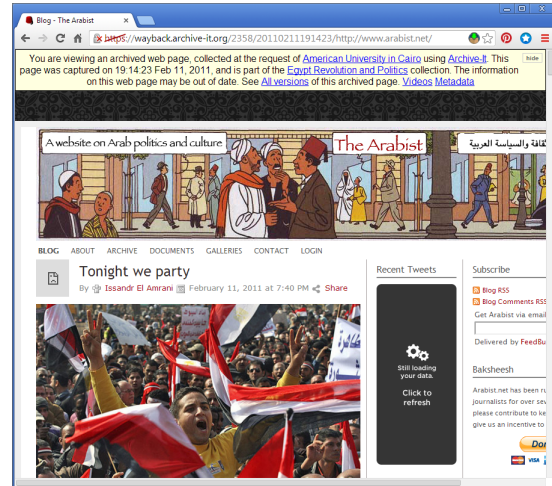 Blog - The Arabist
https://wayback.archive-it.org/2358/20110211191423/http://www.arabist.net/
You are viewing an archived web page, collected at the request of American University in Cairo using Archive-It. This
hide
page was captured on 19:14:23 Feb 11, 2011, and is part of the Egypt Revolution and Politics collection. The information
on this web page may be out of date. See All versions of this archived page. Videos Metadata
A website on Arab politics and culture
The Arabist
ثقافة والسياسة العربية
BLOG ABOUT ARCHIVE DOCUMENTS GALLERIES CONTACT LOGIN
Tonight we party
By Issandr El Amrani February 11, 2011 at 7:40 PM Share
Recent Tweets
Still loading
your data.
Click to
refresh
Subscribe
Blog RSS
Blog Comments RSS
Get Arabist via email
Delivered by FeedBu
Baksheesh
Arabist.net has been ru
journalists for over sev
please contribute to ke
give us an incentive to
Don
VISA